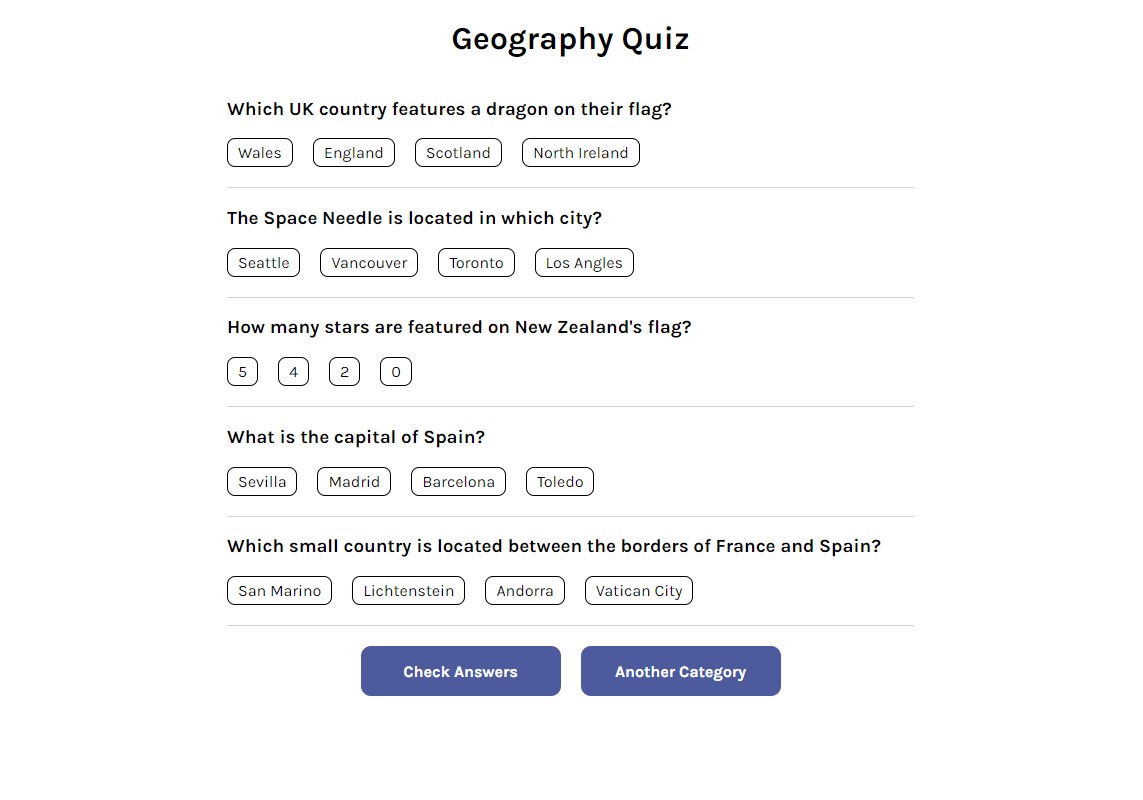 Geography Quiz
Which UK country features a dragon on their flag?
Wales England Scotland North Ireland
The Space Needle is located in which city?
Seattle Vancouver Toronto Los Angles
How many stars are featured on New Zealand's flag?
5 4 2 0
What is the capital of Spain?
Sevilla Madrid Barcelona Toledo
Which small country is located between the borders of France and Spain?
San Marino Lichtenstein Andorra Vatican City
Check Answers Another Category